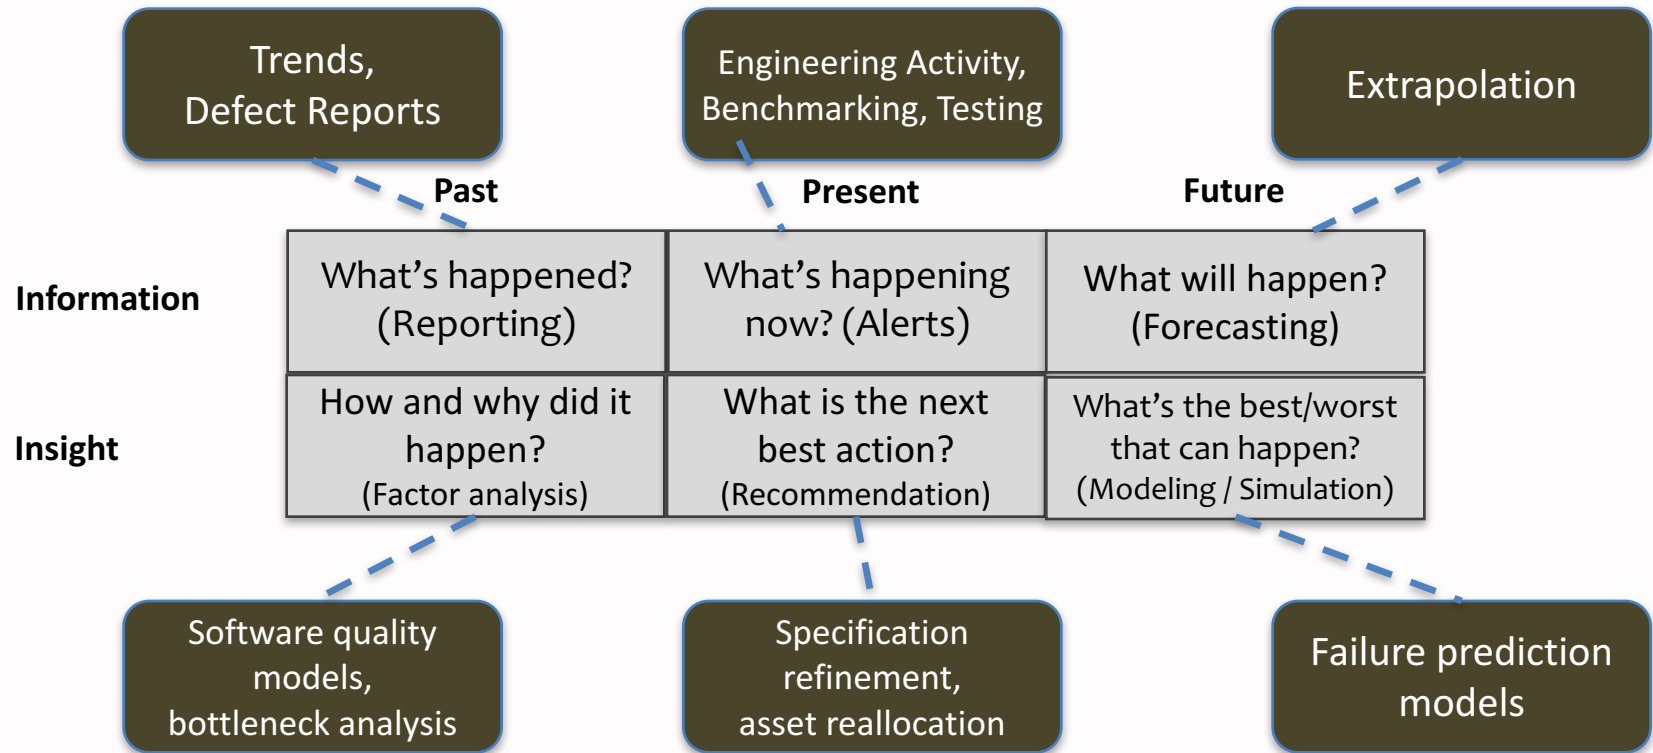 Trends,
Defect Reports
Engineering Activity,
Benchmarking, Testing
Extrapolation
Past
Present
Future
Information
What’s happened?
(Reporting)
What’s happening
now? (Alerts)
What will happen?
(Forecasting)
Insight
How and why did it
happen?
(Factor analysis)
What is the next
best action?
(Recommendation)
What’s the best/worst
that can happen?
(Modeling / Simulation)
Software quality
models,
bottleneck analysis
Specification
refinement,
asset reallocation
Failure prediction
models